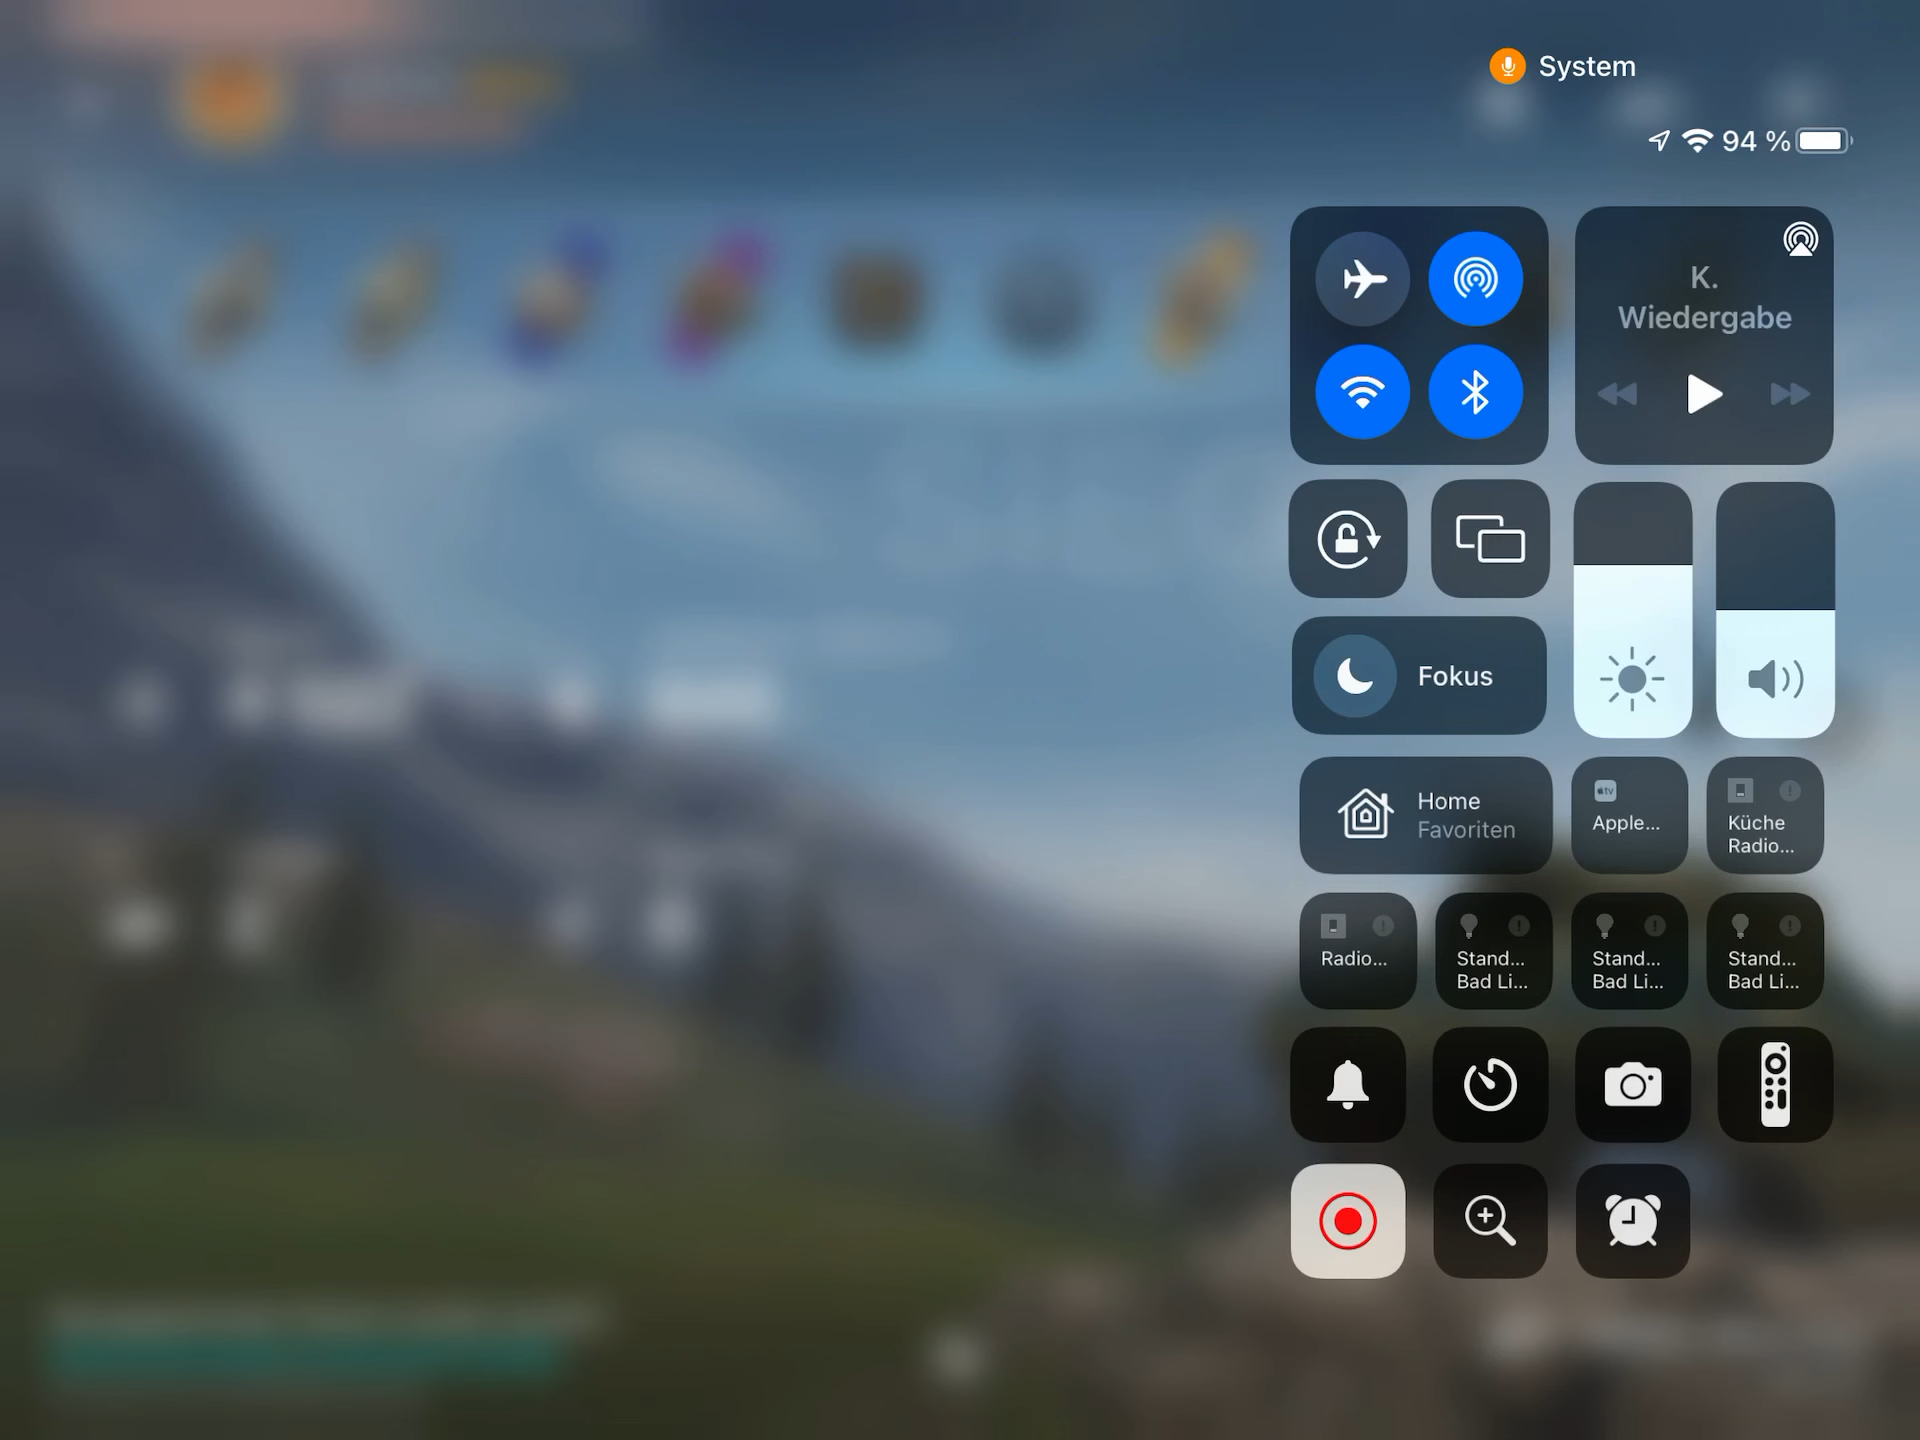 System
94 %
K.
Wiedergabe
Fokus
Home
Favoriten
tv
Apple...
Küche
Radio...
Radio...
Stand...
Bad Li...
Stand...
Bad Li...
Stand...
Bad Li...